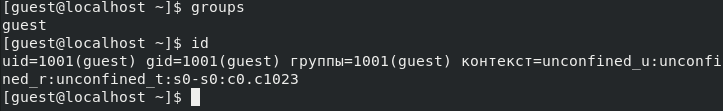 [guest@localhost ~]$ groups
guest
[guest@localhost ~]$ id
uid=1001(guest) gid=1001(guest) группы=1001(guest) контекст=unconfined_u:unconfi
ned_r:unconfined_t:s0-s0:c0.c1023
[guest@localhost ~]$